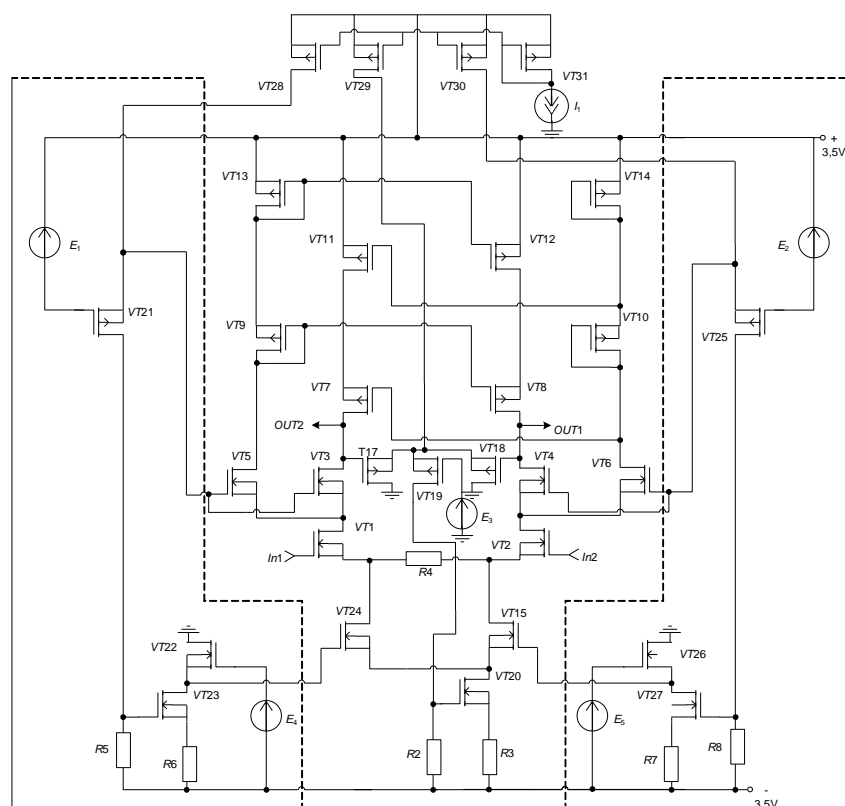 VT28
VT29
VT30
VT31
I1
+
3,5V
VT13
VT14
VT11
VT12
E1
E2
VT21
VT9
VT10
VT25
VT7
VT8
OUT2
OUT1
VT5
VT3
T17
VT18
VT4
VT6
VT19
E3
VT1
VT2
In1
In2
R4
VT24
VT15
VT22
VT26
VT20
VT23
VT27
E4
E5
R5
R6
R2
R3
R7
R8
-
3,5V